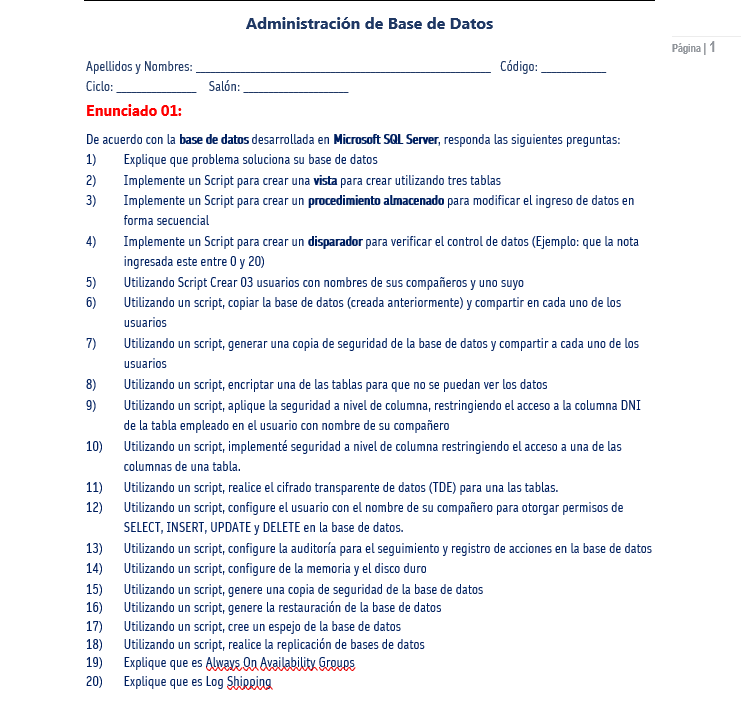 Administración de Base de Datos
Página | 1
Apellidos y Nombres: ______________________________________________ Código: __________
Ciclo: ____________ Salón: ________________
Enunciado 01:
De acuerdo con la base de datos desarrollada en Microsoft SQL Server, responda las siguientes preguntas:
1) Explique que problema soluciona su base de datos
2) Implemente un Script para crear una vista para crear utilizando tres tablas
3) Implemente un Script para crear un procedimiento almacenado para modificar el ingreso de datos en
forma secuencial
4) Implemente un Script para crear un disparador para verificar el control de datos (Ejemplo: que la nota
ingresada este entre 0 y 20)
5) Utilizando Script Crear 03 usuarios con nombres de sus compañeros y uno suyo
6) Utilizando un script, copiar la base de datos (creada anteriormente) y compartir en cada uno de los
usuarios
7) Utilizando un script, generar una copia de seguridad de la base de datos y compartir a cada uno de los
usuarios
8) Utilizando un script, encriptar una de las tablas para que no se puedan ver los datos
9) Utilizando un script, aplique la seguridad a nivel de columna, restringiendo el acceso a la columna DNI
de la tabla empleado en el usuario con nombre de su compañero
10) Utilizando un script, implementé seguridad a nivel de columna restringiendo el acceso a una de las
columnas de una tabla.
11) Utilizando un script, realice el cifrado transparente de datos (TDE) para una las tablas.
12) Utilizando un script, configure el usuario con el nombre de su compañero para otorgar permisos de
SELECT, INSERT, UPDATE y DELETE en la base de datos.
13) Utilizando un script, configure la auditoría para el seguimiento y registro de acciones en la base de datos
14) Utilizando un script, configure de la memoria y el disco duro
15) Utilizando un script, genere una copia de seguridad de la base de datos
16) Utilizando un script, genere la restauración de la base de datos
17) Utilizando un script, cree un espejo de la base de datos
18) Utilizando un script, realice la replicación de bases de datos
19) Explique que es Always On Availability Groups
20) Explique que es Log Shipping